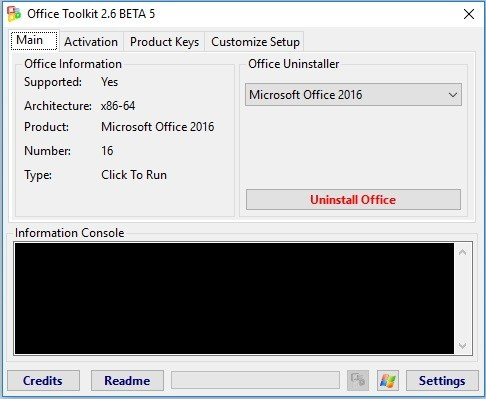 Office Toolkit 2.6 BETA 5
Main Activation Product Keys Customize Setup
Office Information
Supported: Yes
Architecture: x86-64
Product: Microsoft Office 2016
Number: 16
Type: Click To Run
Office Uninstaller
Microsoft Office 2016
Uninstall Office
Information Console
Credits Readme Settings